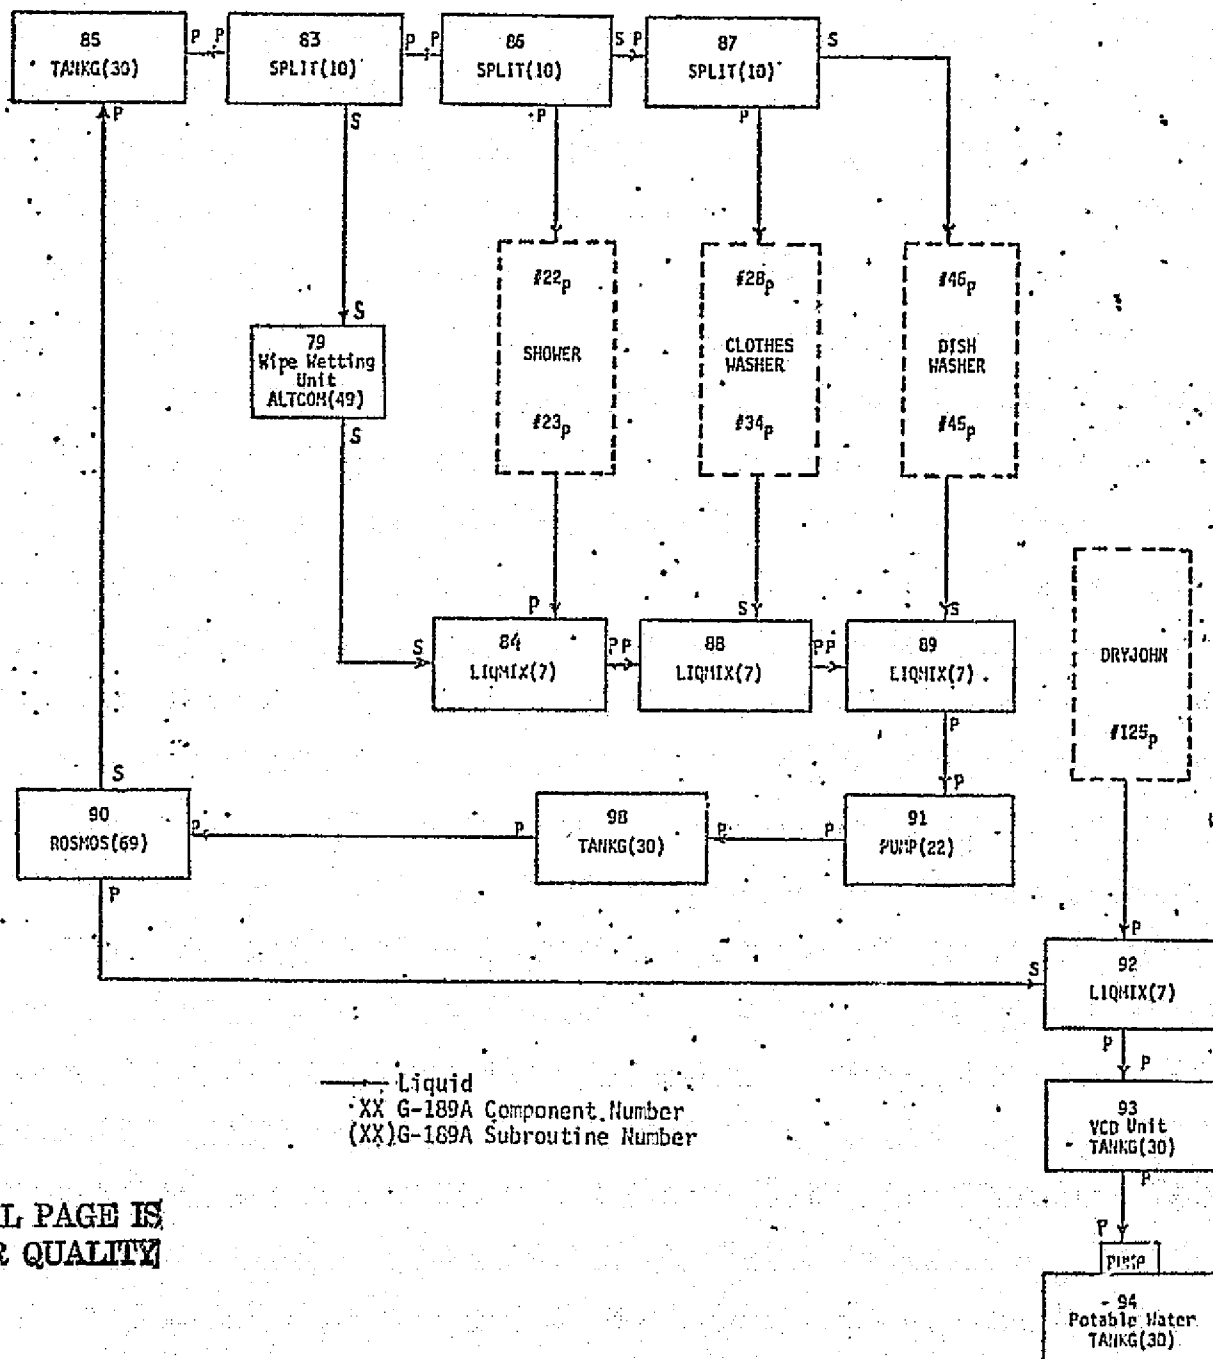 85
TANKG(30)
P P
83
SPLIT(10)
P P
86
SPLIT(10)
S P
87
SPLIT(10)
S
P
S
P
P
S
79
Wipe Wetting
Unit
ALTCOM(49)
S
#22p
SHOWER
#23p
#28p
CLOTHES
WASHER
#34p
#46p
DISH
WASHER
#45p
DRYJOHN
#125p
P
S
S
S
84
LIQMIX(7)
P P
88
LIQMIX(7)
P P
89
LIQMIX(7)
P
P
S
90
ROSMOS(69)
P
P
98
TANKG(30)
P
P
91
PUMP(22)
P
P
S
92
LIQMIX(7)
P
P
93
VCD Unit
TANKG(30)
P
P
PUMP
94
Potable Water
TANKG(30)
Liquid
XX G-189A Component Number
(XX)G-189A Subroutine Number
L PAGE IS
R QUALITY